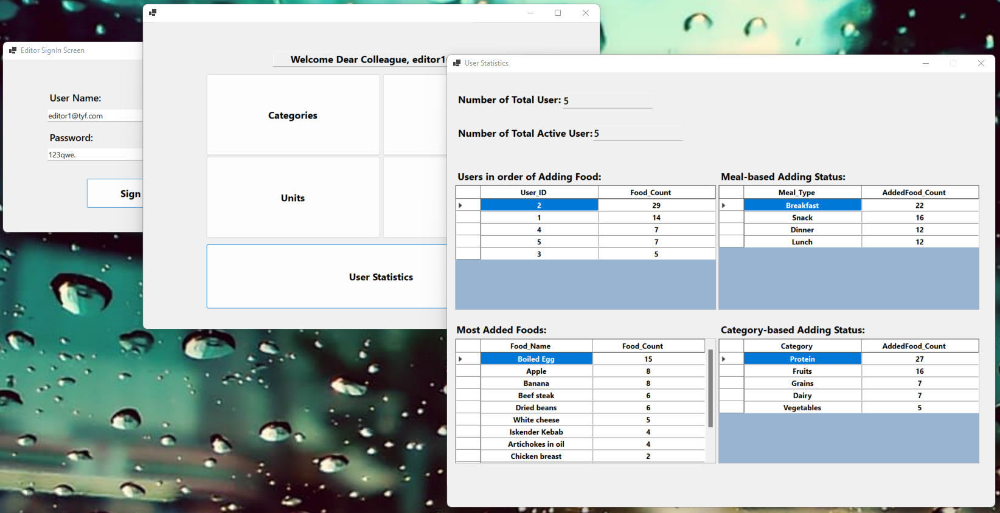 Editor SignIn Screen
User Name:
editor1@tyf.com
Password:
123qwe.
Sign
Welcome Dear Colleague, editor1
Categories
Units
User Statistics
User Statistics
Number of Total User: 5
Number of Total Active User: 5
Users in order of Adding Food:
User_ID Food_Count
2 29
1 14
4 7
5 7
3 5
Meal-based Adding Status:
Meal_Type AddedFood_Count
Breakfast 22
Snack 16
Dinner 12
Lunch 12
Most Added Foods:
Food_Name Food_Count
Boiled Egg 15
Apple 8
Banana 8
Beef steak 6
Dried beans 6
White cheese 5
Iskender Kebab 4
Artichokes in oil 4
Chicken breast 2
Category-based Adding Status:
Category AddedFood_Count
Protein 27
Fruits 16
Grains 7
Dairy 7
Vegetables 5